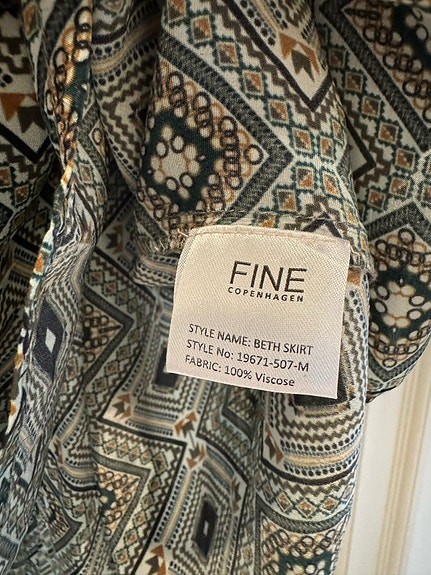 FINE
COPENHAGEN
STYLE NAME: BETH SKIRT
STYLE No: 19671-507-M
FABRIC: 100% Viscose